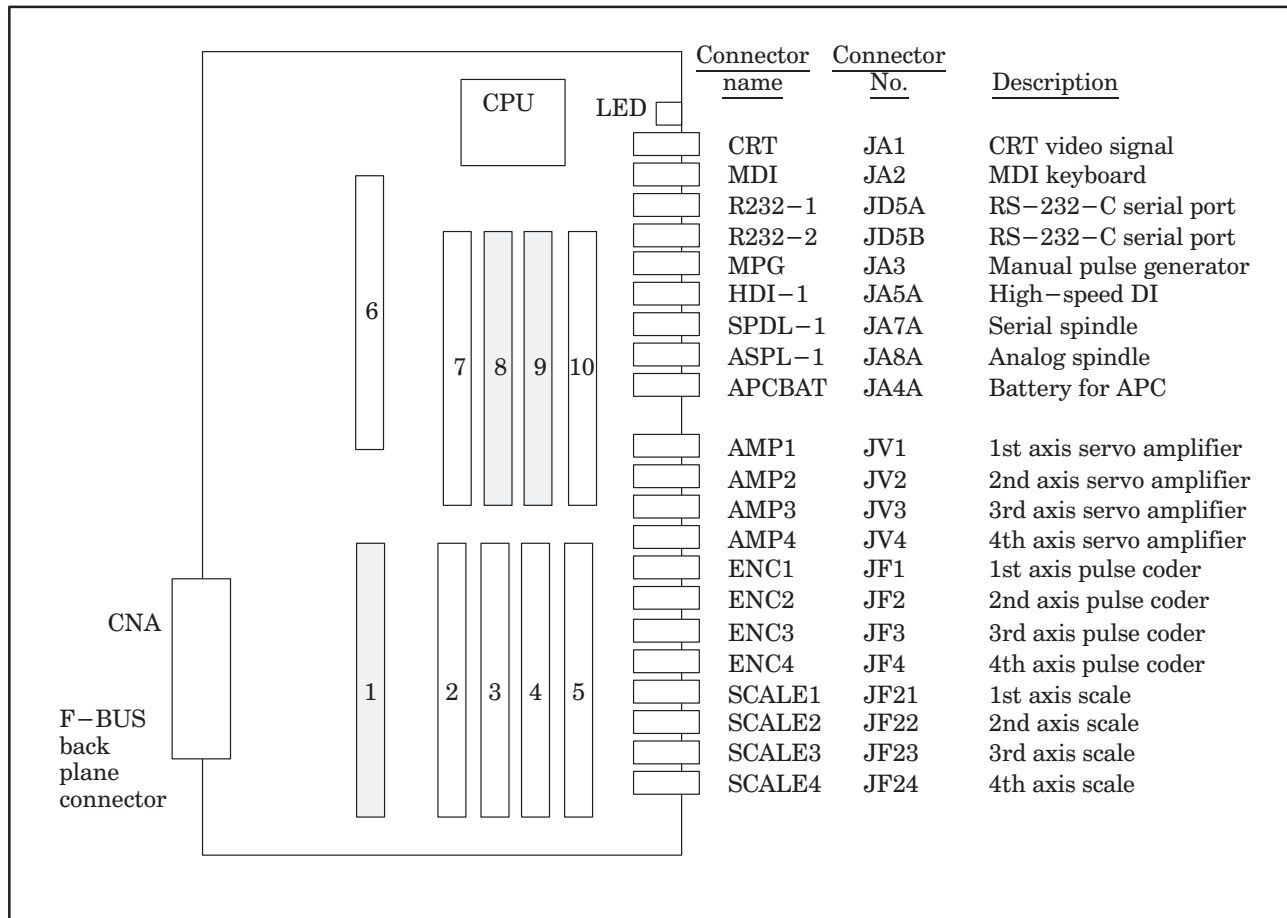 Connector name Connector No. Description
CPU
LED
CRT JA1 CRT video signal
MDI JA2 MDI keyboard
R232−1 JD5A RS−232−C serial port
R232−2 JD5B RS−232−C serial port
MPG JA3 Manual pulse generator
HDI−1 JA5A High−speed DI
SPDL−1 JA7A Serial spindle
ASPL−1 JA8A Analog spindle
APCBAT JA4A Battery for APC
AMP1 JV1 1st axis servo amplifier
AMP2 JV2 2nd axis servo amplifier
AMP3 JV3 3rd axis servo amplifier
AMP4 JV4 4th axis servo amplifier
ENC1 JF1 1st axis pulse coder
ENC2 JF2 2nd axis pulse coder
ENC3 JF3 3rd axis pulse coder
ENC4 JF4 4th axis pulse coder
SCALE1 JF21 1st axis scale
SCALE2 JF22 2nd axis scale
SCALE3 JF23 3rd axis scale
SCALE4 JF24 4th axis scale
6
7 8 9 10
1 2 3 4 5
CNA
F−BUS
back
plane
connector